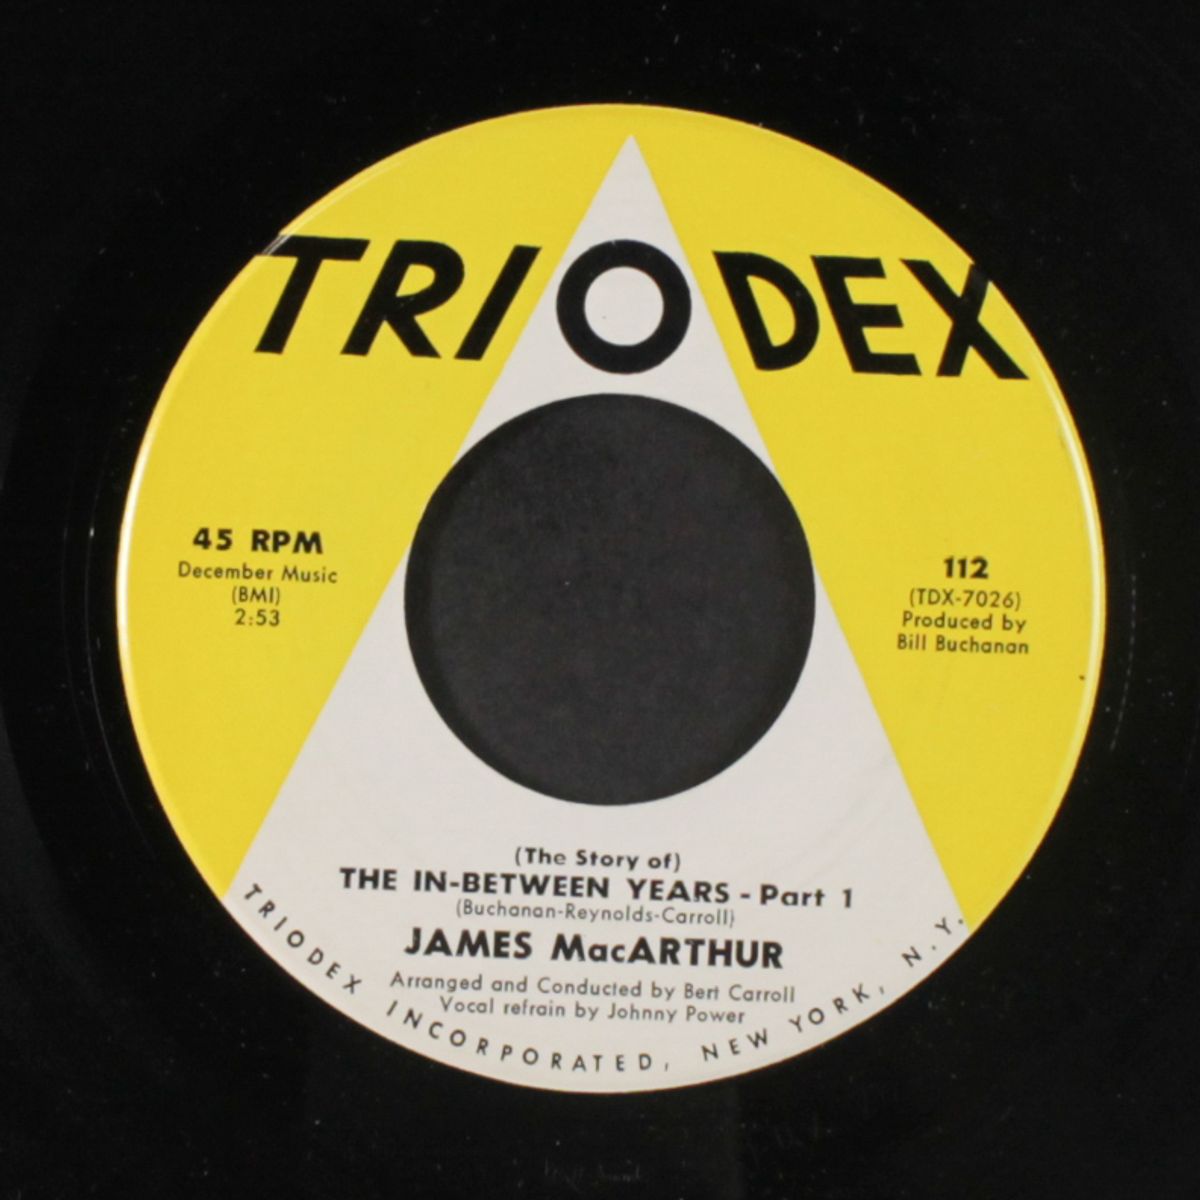 TRIODEX
45 RPM
December Music
(BMI)
2:53
112
(TDX-7026)
Produced by
Bill Buchanan
(The Story of)
THE IN-BETWEEN YEARS - Part 1
(Buchanan-Reynolds-Carroll)
JAMES MacARTHUR
Arranged and Conducted by Bert Carroll
Vocal refrain by Johnny Power
TRIODEX INCORPORATED, NEW YORK, N.Y.